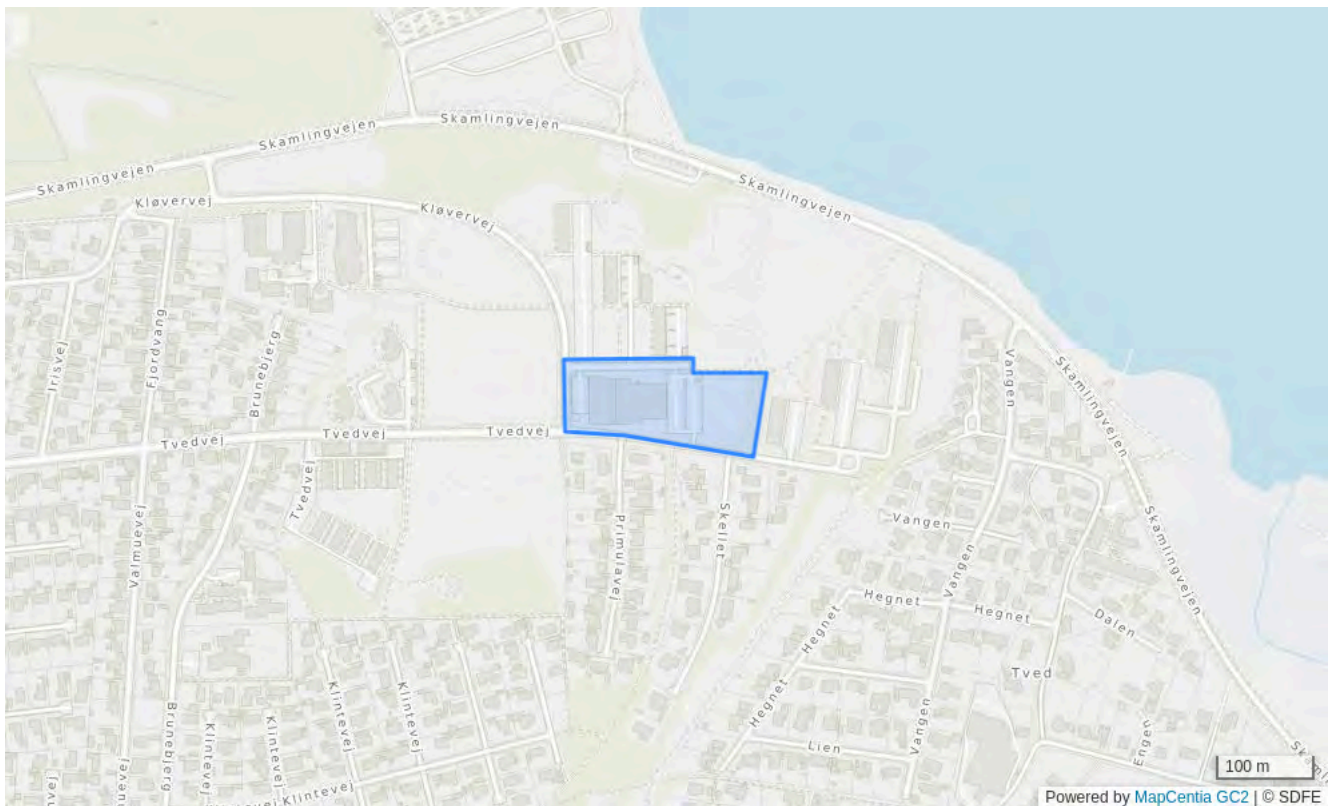 Skamlingvejen
Skamlingvejen
Skamlingvejen
Skamlingvejen
Kløvervej
Kløvervej
Irisvej
Fjordvang
Brunebjerg
Vangen
Skamlingvejen
Tvedvej
Tvedvej
Tvedvej
Tvedvej
Valmuevej
Primulavej
Skellet
Vangen
Vangen
Skamlingvejen
Hegnet
Hegnet
Hegnet
Dalen
Tved
Klintevej
Klintevej
Hegnet
Brunebjerg
Klintevej
Klintevej
Vangen
Lien
Engen
Klintevej
100 m
Powered by MapCentia GC2 | © SDFE